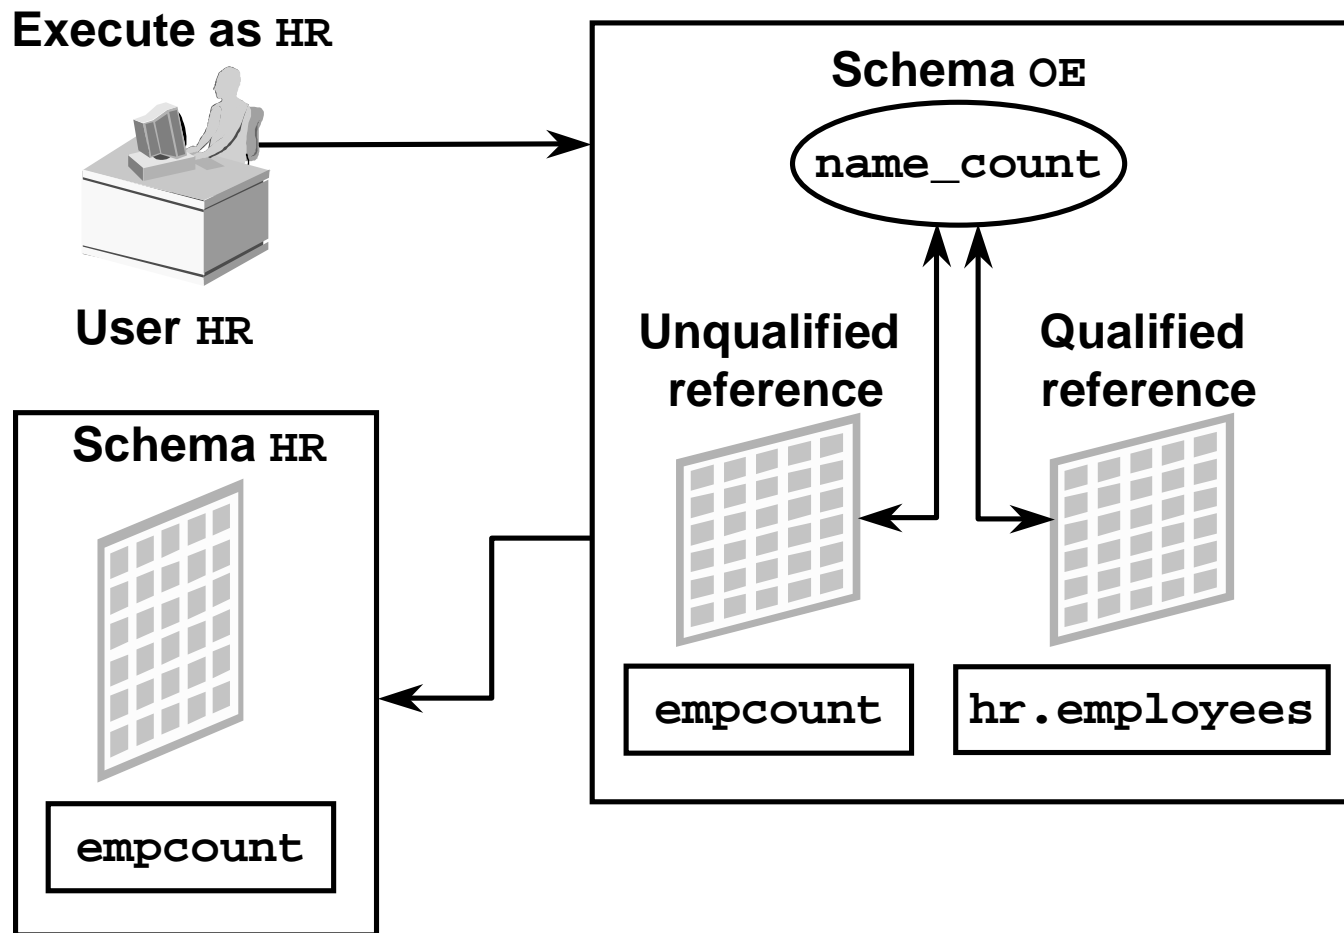 Execute as HR
User HR
Schema OE
name_count
Unqualified
reference
Qualified
reference
empcount
hr.employees
Schema HR
empcount